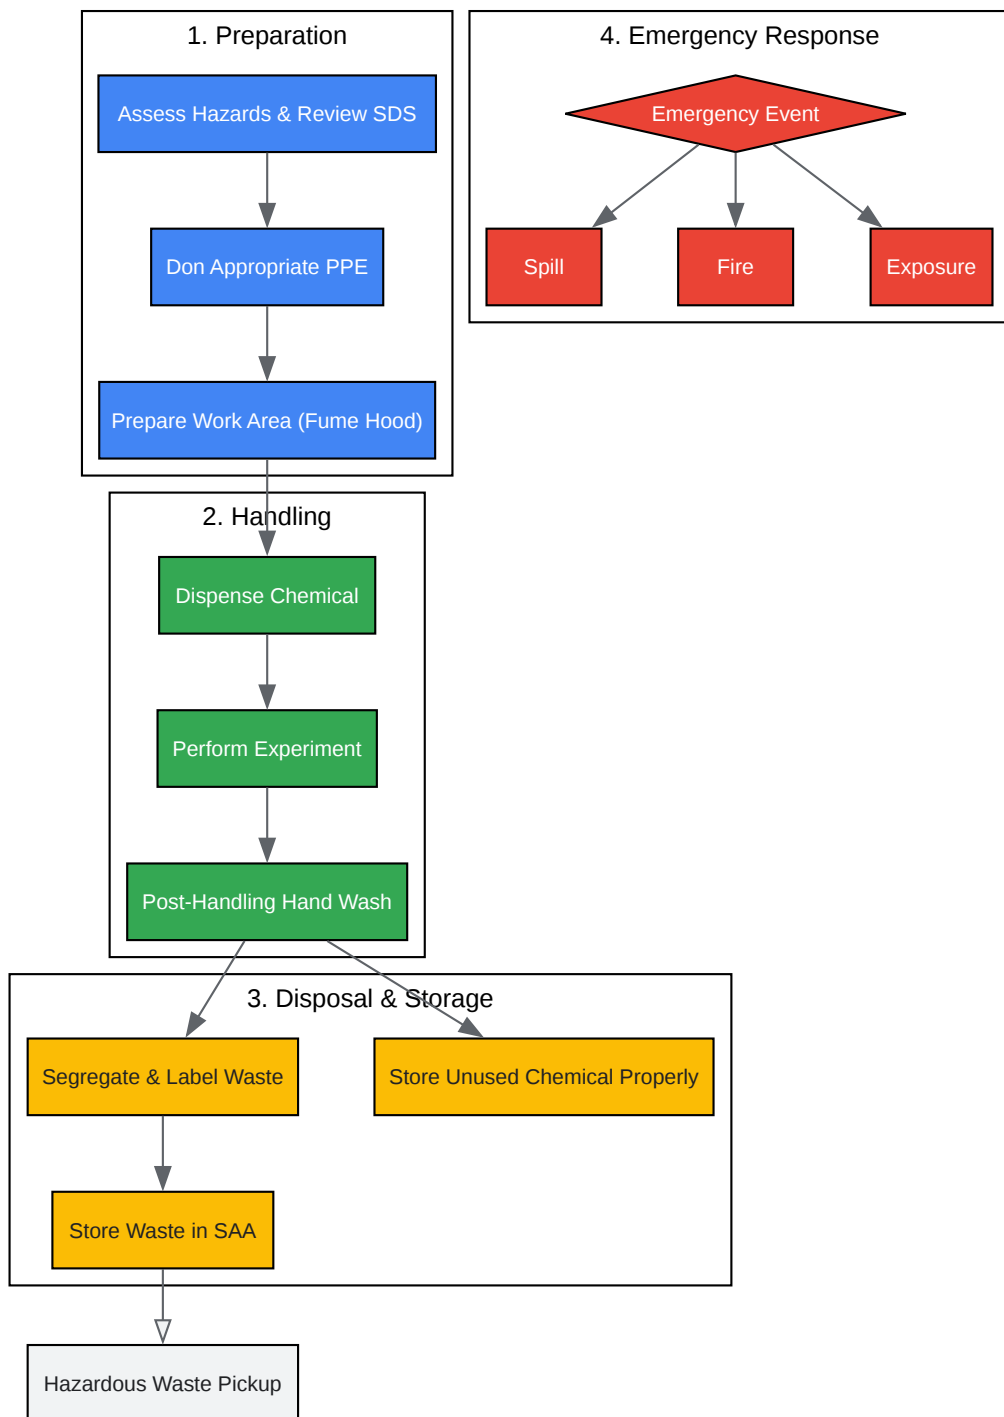 1. Preparation
Assess Hazards & Review SDS
Don Appropriate PPE
Prepare Work Area (Fume Hood)
4. Emergency Response
Emergency Event
Spill
Fire
Exposure
2. Handling
Dispense Chemical
Perform Experiment
Post-Handling Hand Wash
3. Disposal & Storage
Segregate & Label Waste
Store Unused Chemical Properly
Store Waste in SAA
Hazardous Waste Pickup